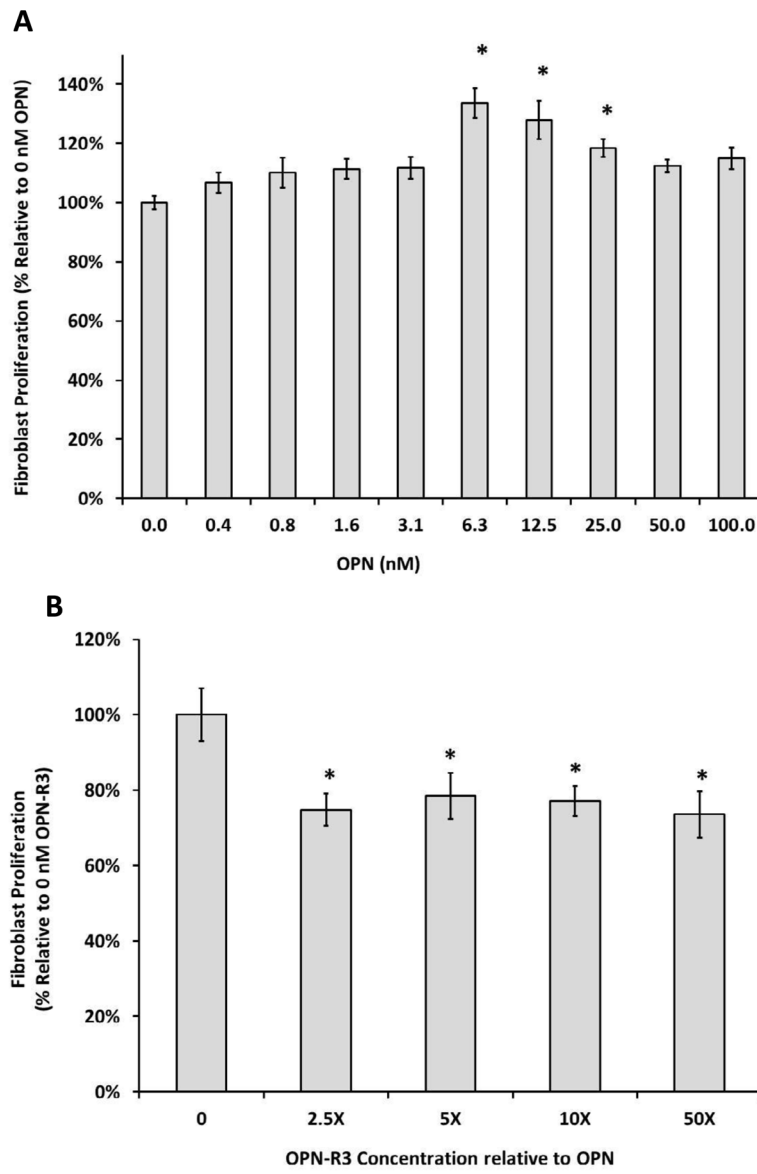 A
Fibroblast Proliferation (% Relative to 0 nM OPN)
140%
120%
100%
80%
60%
40%
20%
0%
* * *
0.0 0.4 0.8 1.6 3.1 6.3 12.5 25.0 50.0 100.0
OPN (nM)
B
Fibroblast Proliferation
(% Relative to 0 nM OPN-R3)
120%
100%
80%
60%
40%
20%
0%
* * * *
0 2.5X 5X 10X 50X
OPN-R3 Concentration relative to OPN